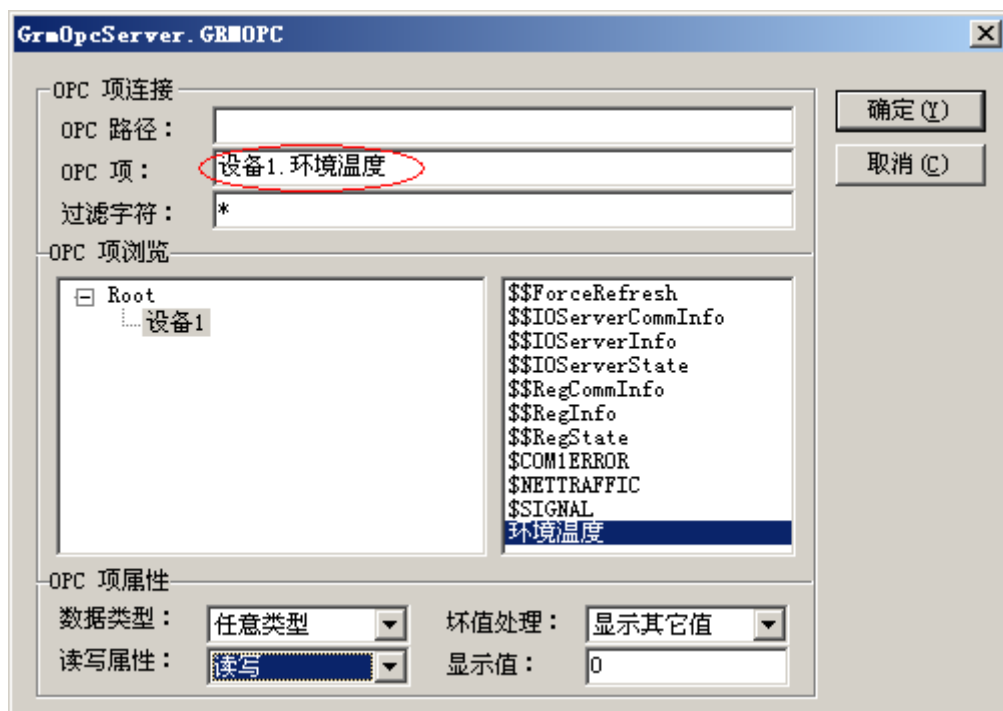 GrmOpcServer.GRMOPC
OPC 项连接
确定(Y)
OPC 路径：
OPC 项：设备1.环境温度
取消(C)
过滤字符：*
OPC 项浏览
Root
设备1
$$ForceRefresh
$$IOServerCommInfo
$$IOServerInfo
$$IOServerState
$$RegCommInfo
$$RegInfo
$$RegState
$COM1ERROR
$NETTRAFFIC
$SIGNAL
环境温度
OPC 项属性
数据类型：任意类型 坏值处理：显示其它值
读写属性：读写 显示值：0